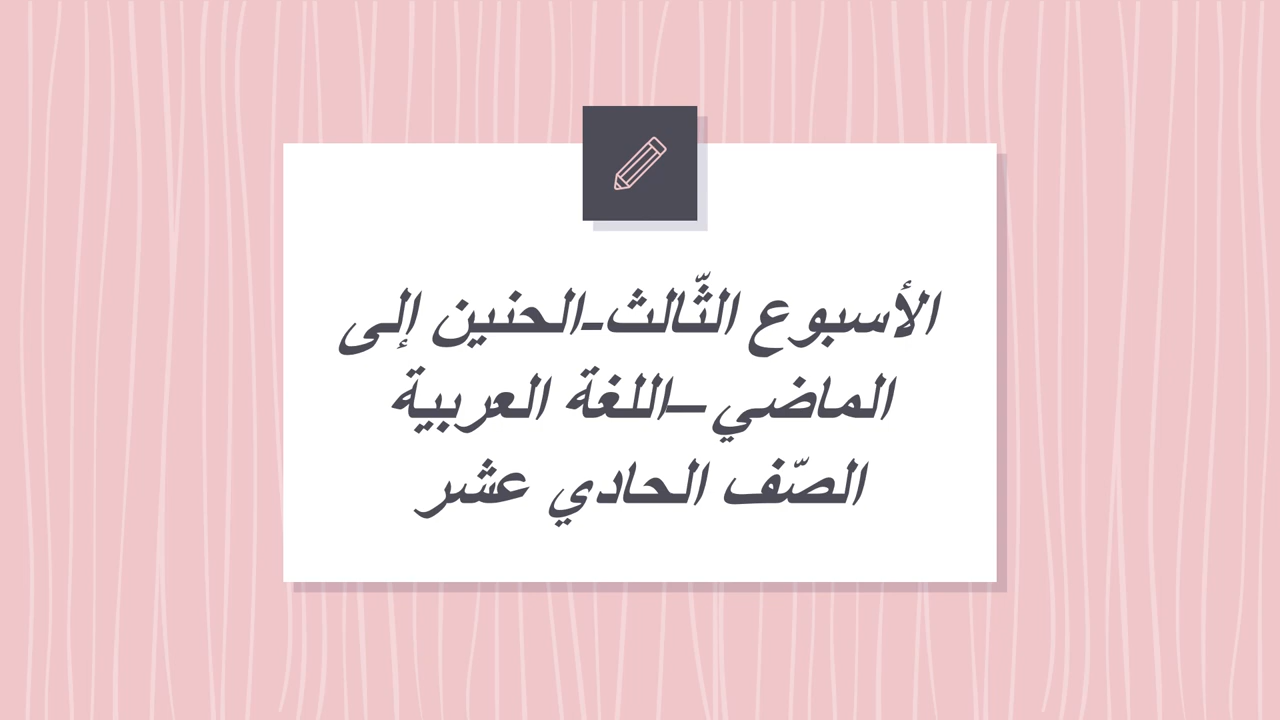 الأسبوع الثّالث-الحنين إلى
الماضي –اللغة العربية
الصّف الحادي عشر